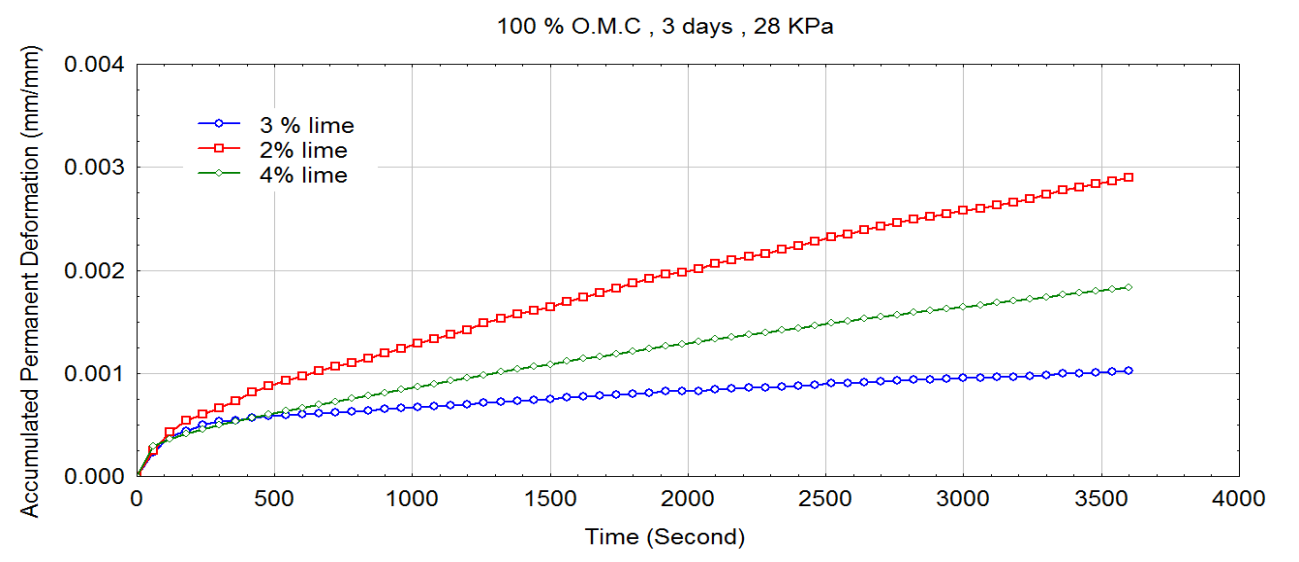 100 % O.M.C , 3 days , 28 KPa
Accumulated Permanent Deformation (mm/mm)
0.004
0.003
0.002
0.001
0.000
3 % lime
2% lime
4% lime
0 500 1000 1500 2000 2500 3000 3500 4000
Time (Second)